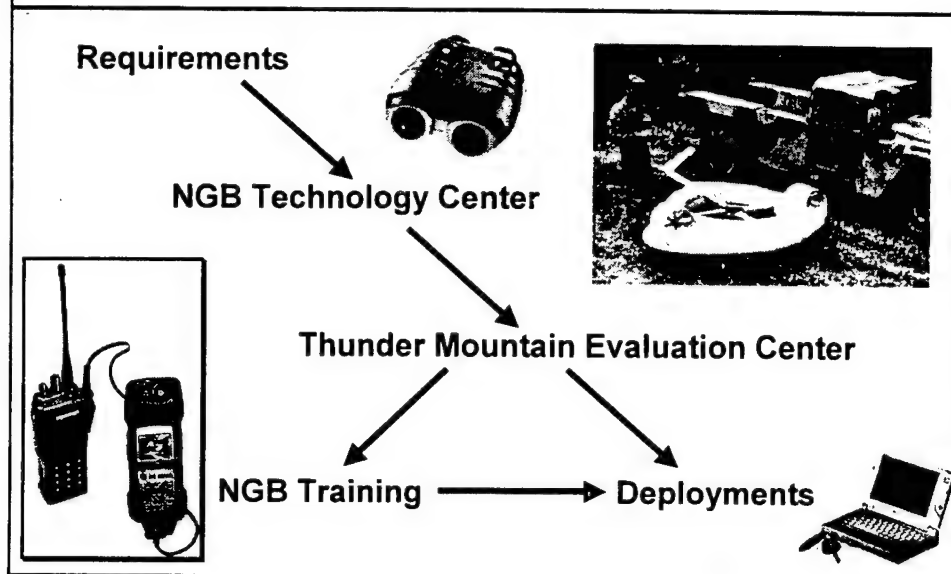 Requirements
NGB Technology Center
Thunder Mountain Evaluation Center
NGB Training
Deployments